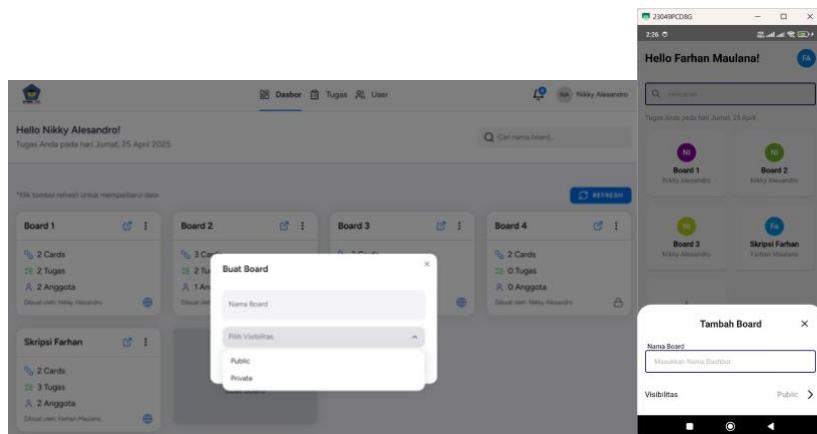 Dasbor Tugas User
Nikky Alesandro
Hello Nikky Alesandro!
Tugas Anda pada hari Jumat, 25 April 2025
Cari nama board...
*Klik tombol refresh untuk memperbarui data
REFRESH
Board 1
2 Cards
2 Tugas
2 Anggota
Dibuat oleh: Nikky Alesandro
Board 2
3 Cards
Board 3
Board 4
2 Cards
0 Tugas
0 Anggota
Dibuat oleh: Nikky Alesandro
Skripsi Farhan
2 Cards
3 Tugas
2 Anggota
Dibuat oleh: Farhan Maulana
Buat Board
Nama Board
Pilih Visibilitas
Public
Private
23049PCD8G
2:26
Hello Farhan Maulana!
FA
Pencarian
Tugas Anda pada hari Jumat, 25 April
NI
Board 1
Nikky Alesandro
NI
Board 2
Nikky Alesandro
NI
Board 3
Nikky Alesandro
Fa
Skripsi Farhan
Farhan Maulana
Tambah Board
Nama Board
Masukkan Nama Dashbor
Visibilitas
Public